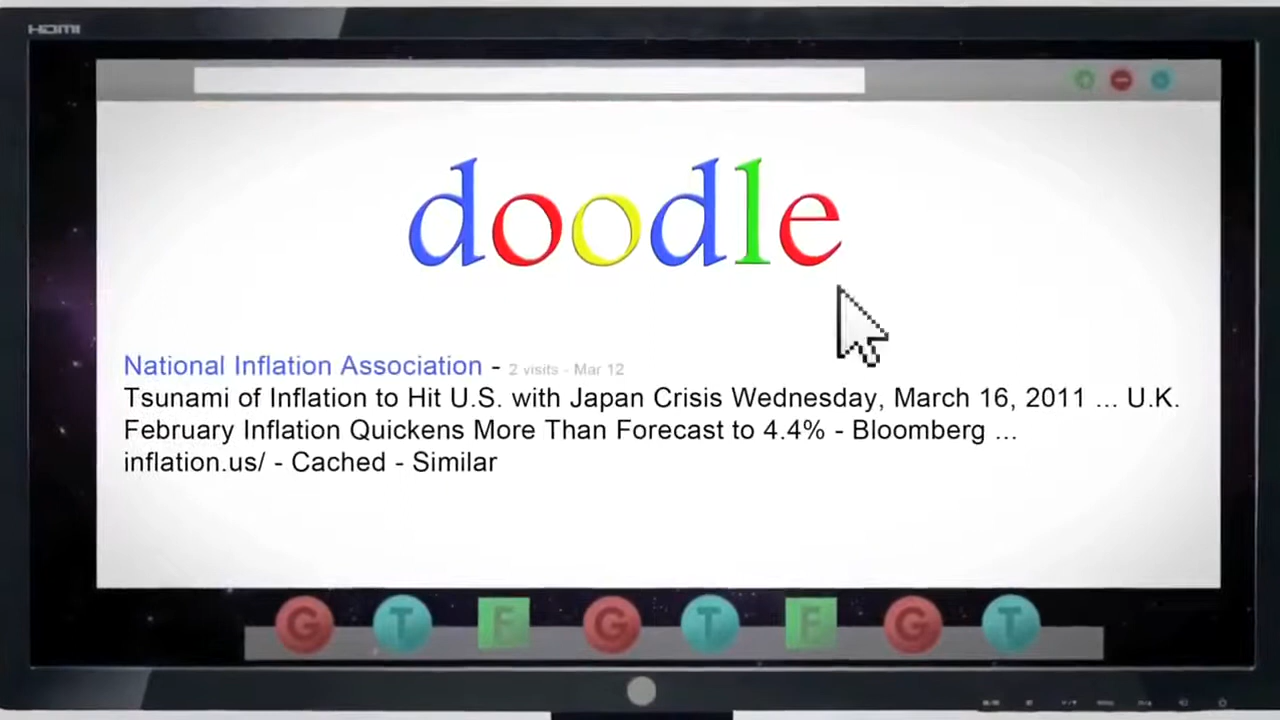 HDMI
doodle
National Inflation Association - 2 visits - Mar 12
Tsunami of Inflation to Hit U.S. with Japan Crisis Wednesday, March 16, 2011 ... U.K.
February Inflation Quickens More Than Forecast to 4.4% - Bloomberg ...
inflation.us/ - Cached - Similar
G T F G T F G T